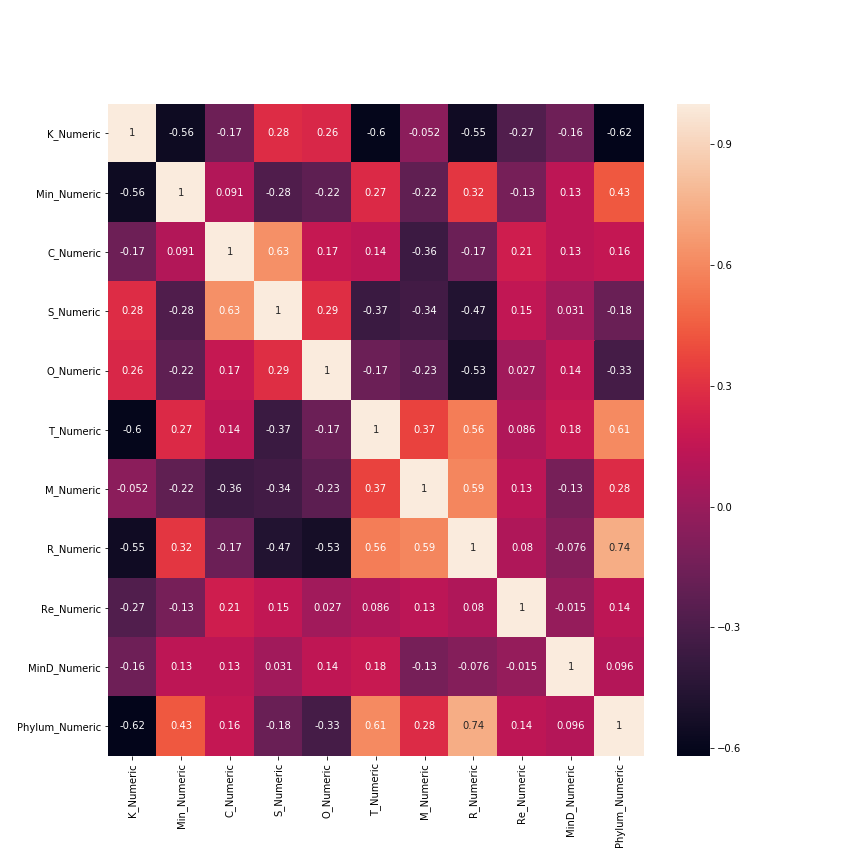 K_Numeric 1 -0.56 -0.17 0.28 0.26 -0.6 -0.052 -0.55 -0.27 -0.16 -0.62
Min_Numeric -0.56 1 0.091 -0.28 -0.22 0.27 -0.22 0.32 -0.13 0.13 0.43
C_Numeric -0.17 0.091 1 0.63 0.17 0.14 -0.36 -0.17 0.21 0.13 0.16
S_Numeric 0.28 -0.28 0.63 1 0.29 -0.37 -0.34 -0.47 0.15 0.031 -0.18
O_Numeric 0.26 -0.22 0.17 0.29 1 -0.17 -0.23 -0.53 0.027 0.14 -0.33
T_Numeric -0.6 0.27 0.14 -0.37 -0.17 1 0.37 0.56 0.086 0.18 0.61
M_Numeric -0.052 -0.22 -0.36 -0.34 -0.23 0.37 1 0.59 0.13 -0.13 0.28
R_Numeric -0.55 0.32 -0.17 -0.47 -0.53 0.56 0.59 1 0.08 -0.076 0.74
Re_Numeric -0.27 -0.13 0.21 0.15 0.027 0.086 0.13 0.08 1 -0.015 0.14
MinD_Numeric -0.16 0.13 0.13 0.031 0.14 0.18 -0.13 -0.076 -0.015 1 0.096
Phylum_Numeric -0.62 0.43 0.16 -0.18 -0.33 0.61 0.28 0.74 0.14 0.096 1
K_Numeric
Min_Numeric
C_Numeric
S_Numeric
O_Numeric
T_Numeric
M_Numeric
R_Numeric
Re_Numeric
MinD_Numeric
Phylum_Numeric
0.9
0.6
0.3
0.0
−0.3
−0.6